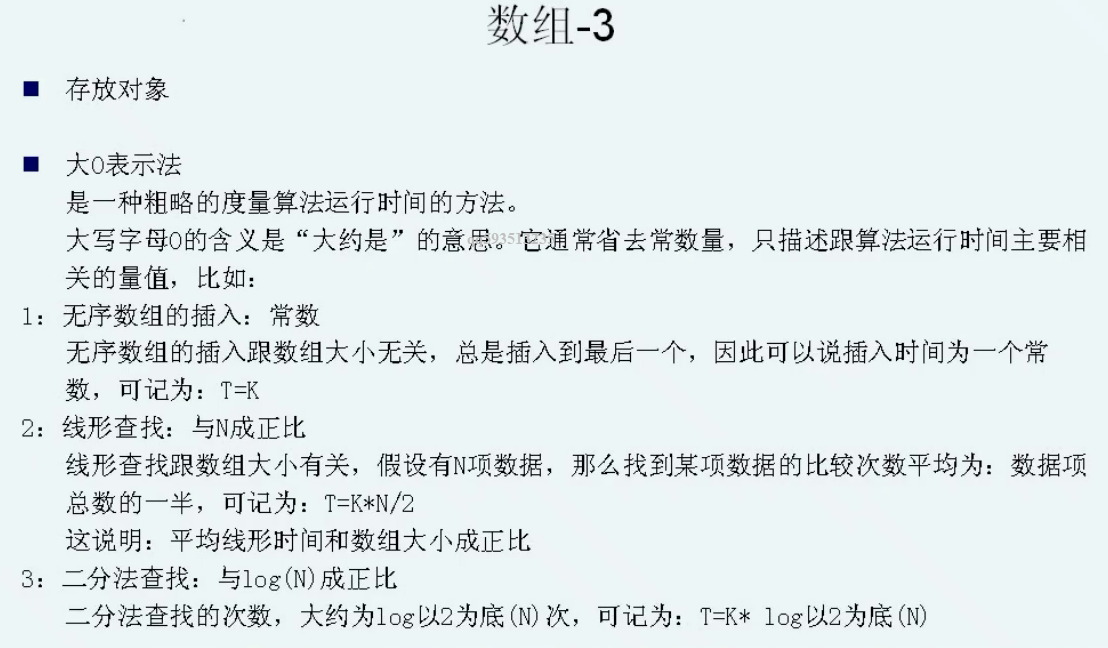 数组-3
■ 存放对象
■ 大O表示法
是一种粗略的度量算法运行时间的方法。
大写字母O的含义是“大约是”的意思。它通常省去常数量，只描述跟算法运行时间主要相
关的量值，比如：
1：无序数组的插入：常数
无序数组的插入跟数组大小无关，总是插入到最后一个，因此可以说插入时间为一个常
数，可记为：T=K
2：线形查找：与N成正比
线形查找跟数组大小有关，假设有N项数据，那么找到某项数据的比较次数平均为：数据项
总数的一半，可记为：T=K*N/2
这说明：平均线形时间和数组大小成正比
3：二分法查找：与log(N)成正比
二分法查找的次数，大约为log以2为底(N)次，可记为：T=K* log以2为底(N)